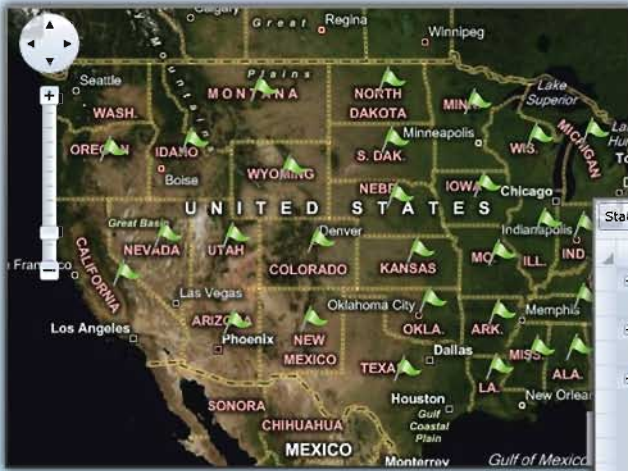 Calgary
Great
Regina
Winnipeg
Mountains
Plains
Seattle
MONTANA
NORTH
DAKOTA
MINN.
Lake
Superior
WASH.
Minneapolis
MICHIGAN
OREGON
IDAHO
S. DAK.
WIS.
Boise
WYOMING
NEBR.
IOWA
Chicago
UNITED STATES
Great Basin
Denver
Indianapolis
NEVADA
UTAH
COLORADO
KANSAS
MO.
ILL.
IND.
CALIFORNIA
Francisco
Las Vegas
Oklahoma City
Memphis
Los Angeles
ARIZONA
Phoenix
NEW
MEXICO
OKLA.
ARK.
Dallas
MISS.
TEXAS
LA.
ALA.
Houston
New Orlean
SONORA
Gulf
Coastal
Plain
CHIHUAHUA
MEXICO
Monterrey
Gulf of Mexico